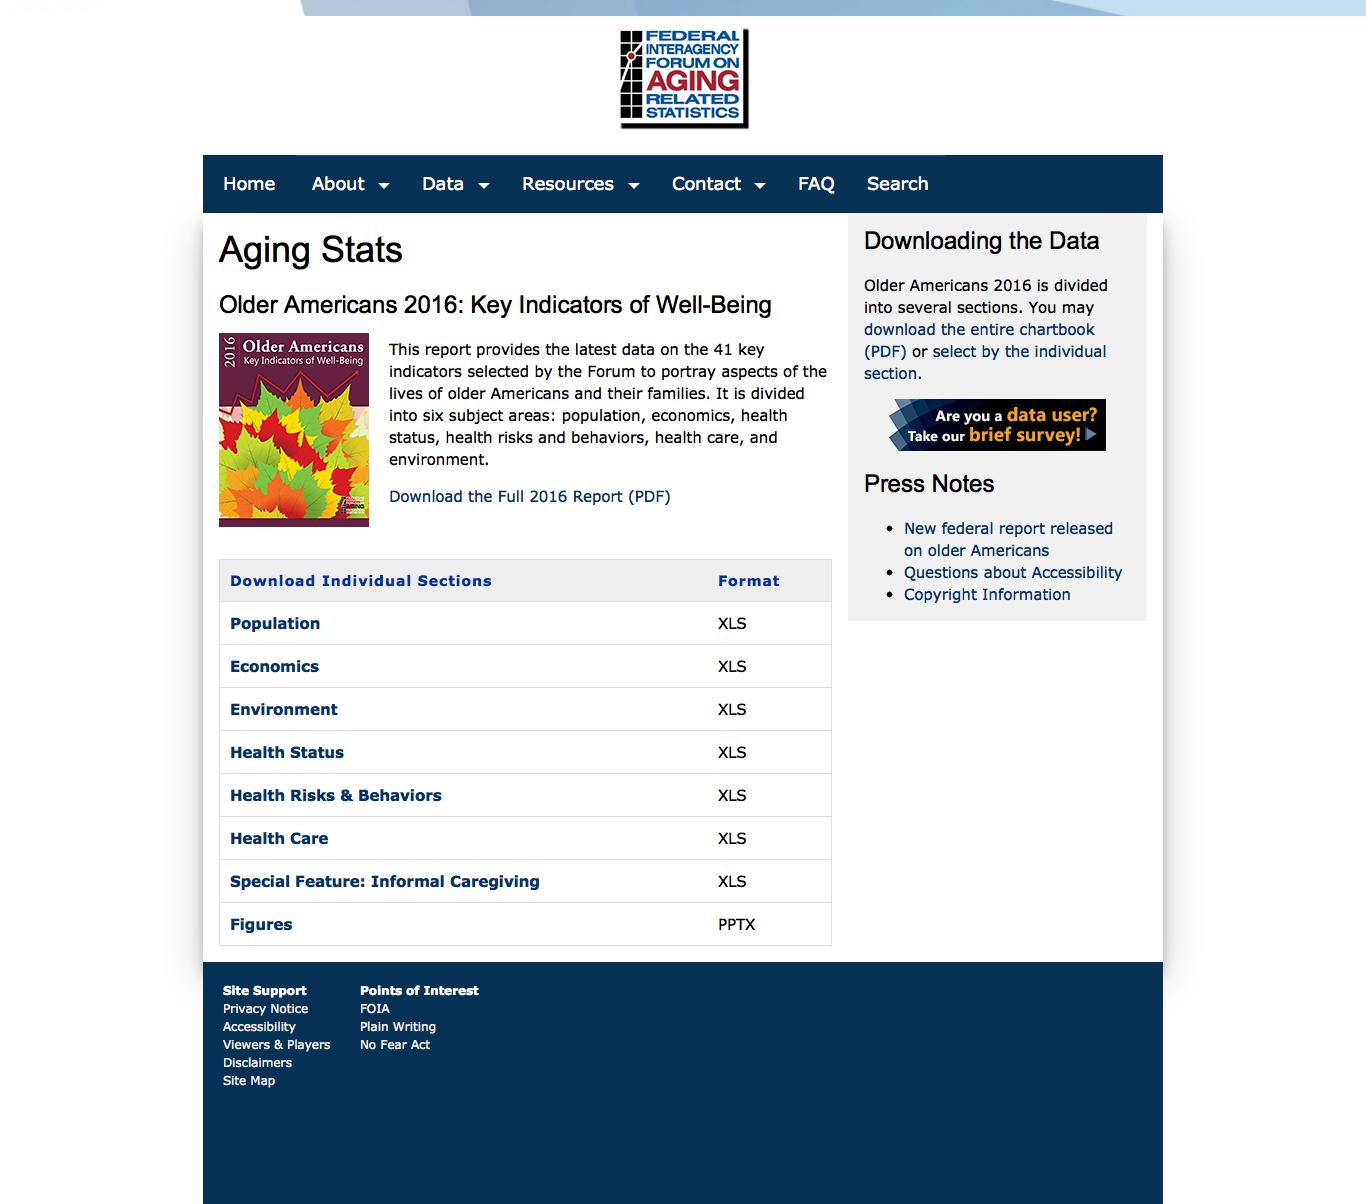 FEDERAL
INTERAGENCY
FORUM ON
AGING
RELATED
STATISTICS
Home About Data Resources Contact FAQ Search
Aging Stats
Older Americans 2016: Key Indicators of Well-Being
2016
Older Americans
Key Indicators of Well-Being
This report provides the latest data on the 41 key
indicators selected by the Forum to portray aspects of the
lives of older Americans and their families. It is divided
into six subject areas: population, economics, health
status, health risks and behaviors, health care, and
environment.
Download the Full 2016 Report (PDF)
Download Individual Sections Format
Population XLS
Economics XLS
Environment XLS
Health Status XLS
Health Risks & Behaviors XLS
Health Care XLS
Special Feature: Informal Caregiving XLS
Figures PPTX
Downloading the Data
Older Americans 2016 is divided
into several sections. You may
download the entire chartbook
(PDF) or select by the individual
section.
Are you a data user?
Take our brief survey!
Press Notes
New federal report released
on older Americans
Questions about Accessibility
Copyright Information
Site Support
Privacy Notice
Accessibility
Viewers & Players
Disclaimers
Site Map
Points of Interest
FOIA
Plain Writing
No Fear Act